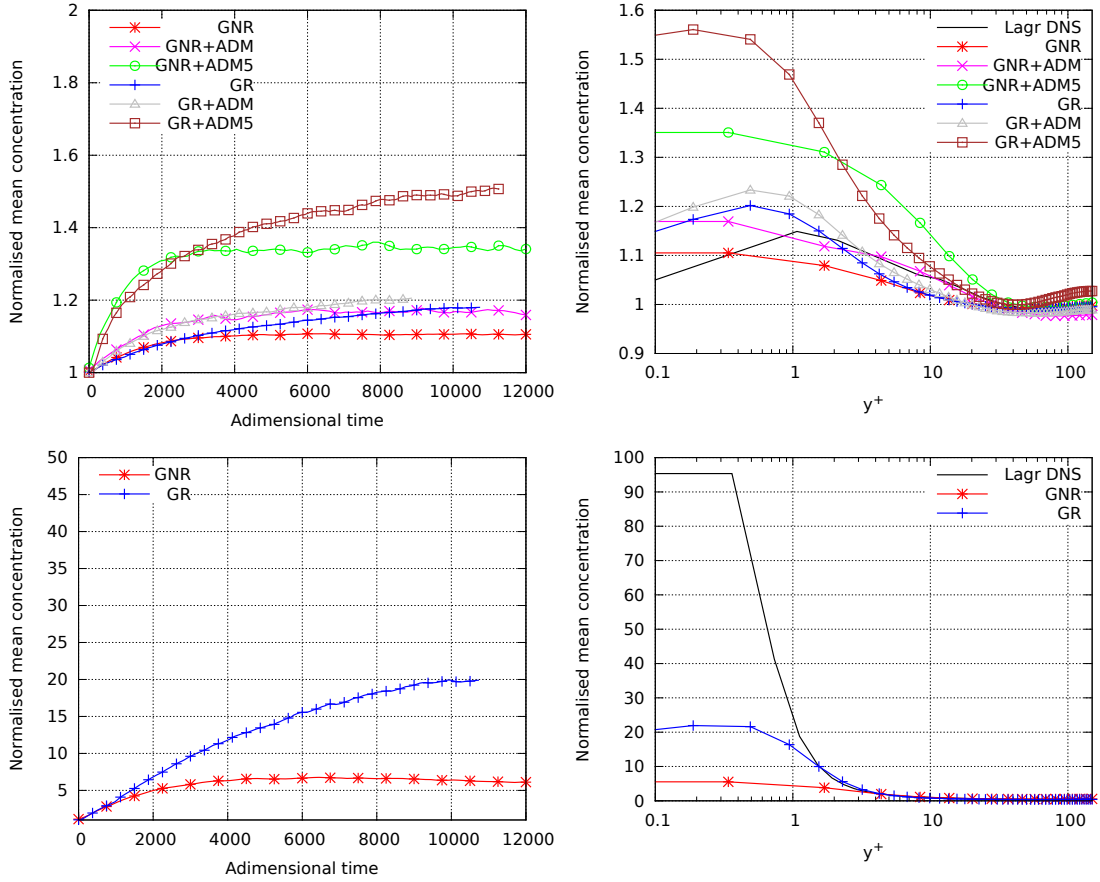 GNR
GNR+ADM
GNR+ADM5
GR
GR+ADM
GR+ADM5
Normalised mean concentration
2
1.8
1.6
1.4
1.2
1
0 2000 4000 6000 8000 10000 12000
Adimensional time
Lagr DNS
GNR
GNR+ADM
GNR+ADM5
GR
GR+ADM
GR+ADM5
Normalised mean concentration
1.6
1.5
1.4
1.3
1.2
1.1
1
0.9
0.1 1 10 100
y+
GNR
GR
Normalised mean concentration
50
45
40
35
30
25
20
15
10
5
0 2000 4000 6000 8000 10000 12000
Adimensional time
Lagr DNS
GNR
GR
Normalised mean concentration
100
90
80
70
60
50
40
30
20
10
0
0.1 1 10 100
y+